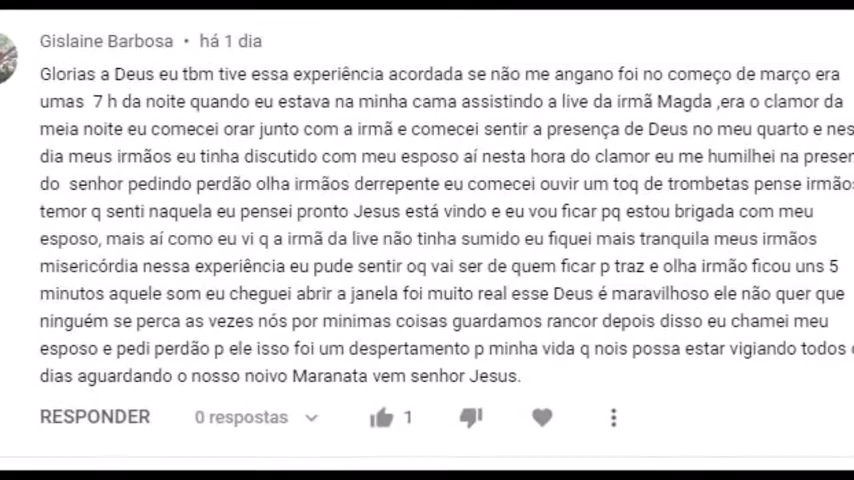 Gislaine Barbosa • há 1 dia
Glorias a Deus eu tbm tive essa experiência acordada se não me angano foi no começo de março era
umas 7 h da noite quando eu estava na minha cama assistindo a live da irmã Magda ,era o clamor da
meia noite eu comecei orar junto com a irmã e comecei sentir a presença de Deus no meu quarto e nes
dia meus irmãos eu tinha discutido com meu esposo aí nesta hora do clamor eu me humilhei na presen
do senhor pedindo perdão olha irmãos derrepente eu comecei ouvir um toq de trombetas pense irmãos
temor q senti naquela eu pensei pronto Jesus está vindo e eu vou ficar pq estou brigada com meu
esposo, mais aí como eu vi q a irmã da live não tinha sumido eu fiquei mais tranquila meus irmãos
misericórdia nessa experiência eu pude sentir oq vai ser de quem ficar p traz e olha irmão ficou uns 5
minutos aquele som eu cheguei abrir a janela foi muito real esse Deus é maravilhoso ele não quer que
ninguém se perca as vezes nós por minimas coisas guardamos rancor depois disso eu chamei meu
esposo e pedi perdão p ele isso foi um despertamento p minha vida q nois possa estar vigiando todos
dias aguardando o nosso noivo Maranata vem senhor Jesus.
RESPONDER 0 respostas 1